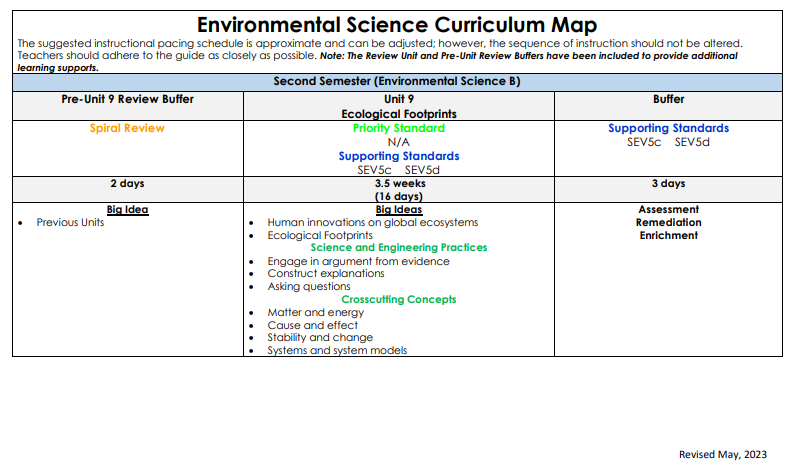 Environmental Science Curriculum Map
The suggested instructional pacing schedule is approximate and can be adjusted; however, the sequence of instruction should not be altered.
Teachers should adhere to the guide as closely as possible. Note: The Review Unit and Pre-Unit Review Buffers have been included to provide additional
learning supports.
Second Semester (Environmental Science B)
Pre-Unit 9 Review Buffer
Unit 9
Ecological Footprints
Buffer
Spiral Review
Priority Standard
N/A
Supporting Standards
SEV5c SEV5d
Supporting Standards
SEV5c SEV5d
2 days
3.5 weeks
(16 days)
3 days
Big Idea
• Previous Units
Big Ideas
• Human innovations on global ecosystems
• Ecological Footprints
Science and Engineering Practices
• Engage in argument from evidence
• Construct explanations
• Asking questions
Crosscutting Concepts
• Matter and energy
• Cause and effect
• Stability and change
• Systems and system models
Assessment
Remediation
Enrichment
Revised May, 2023